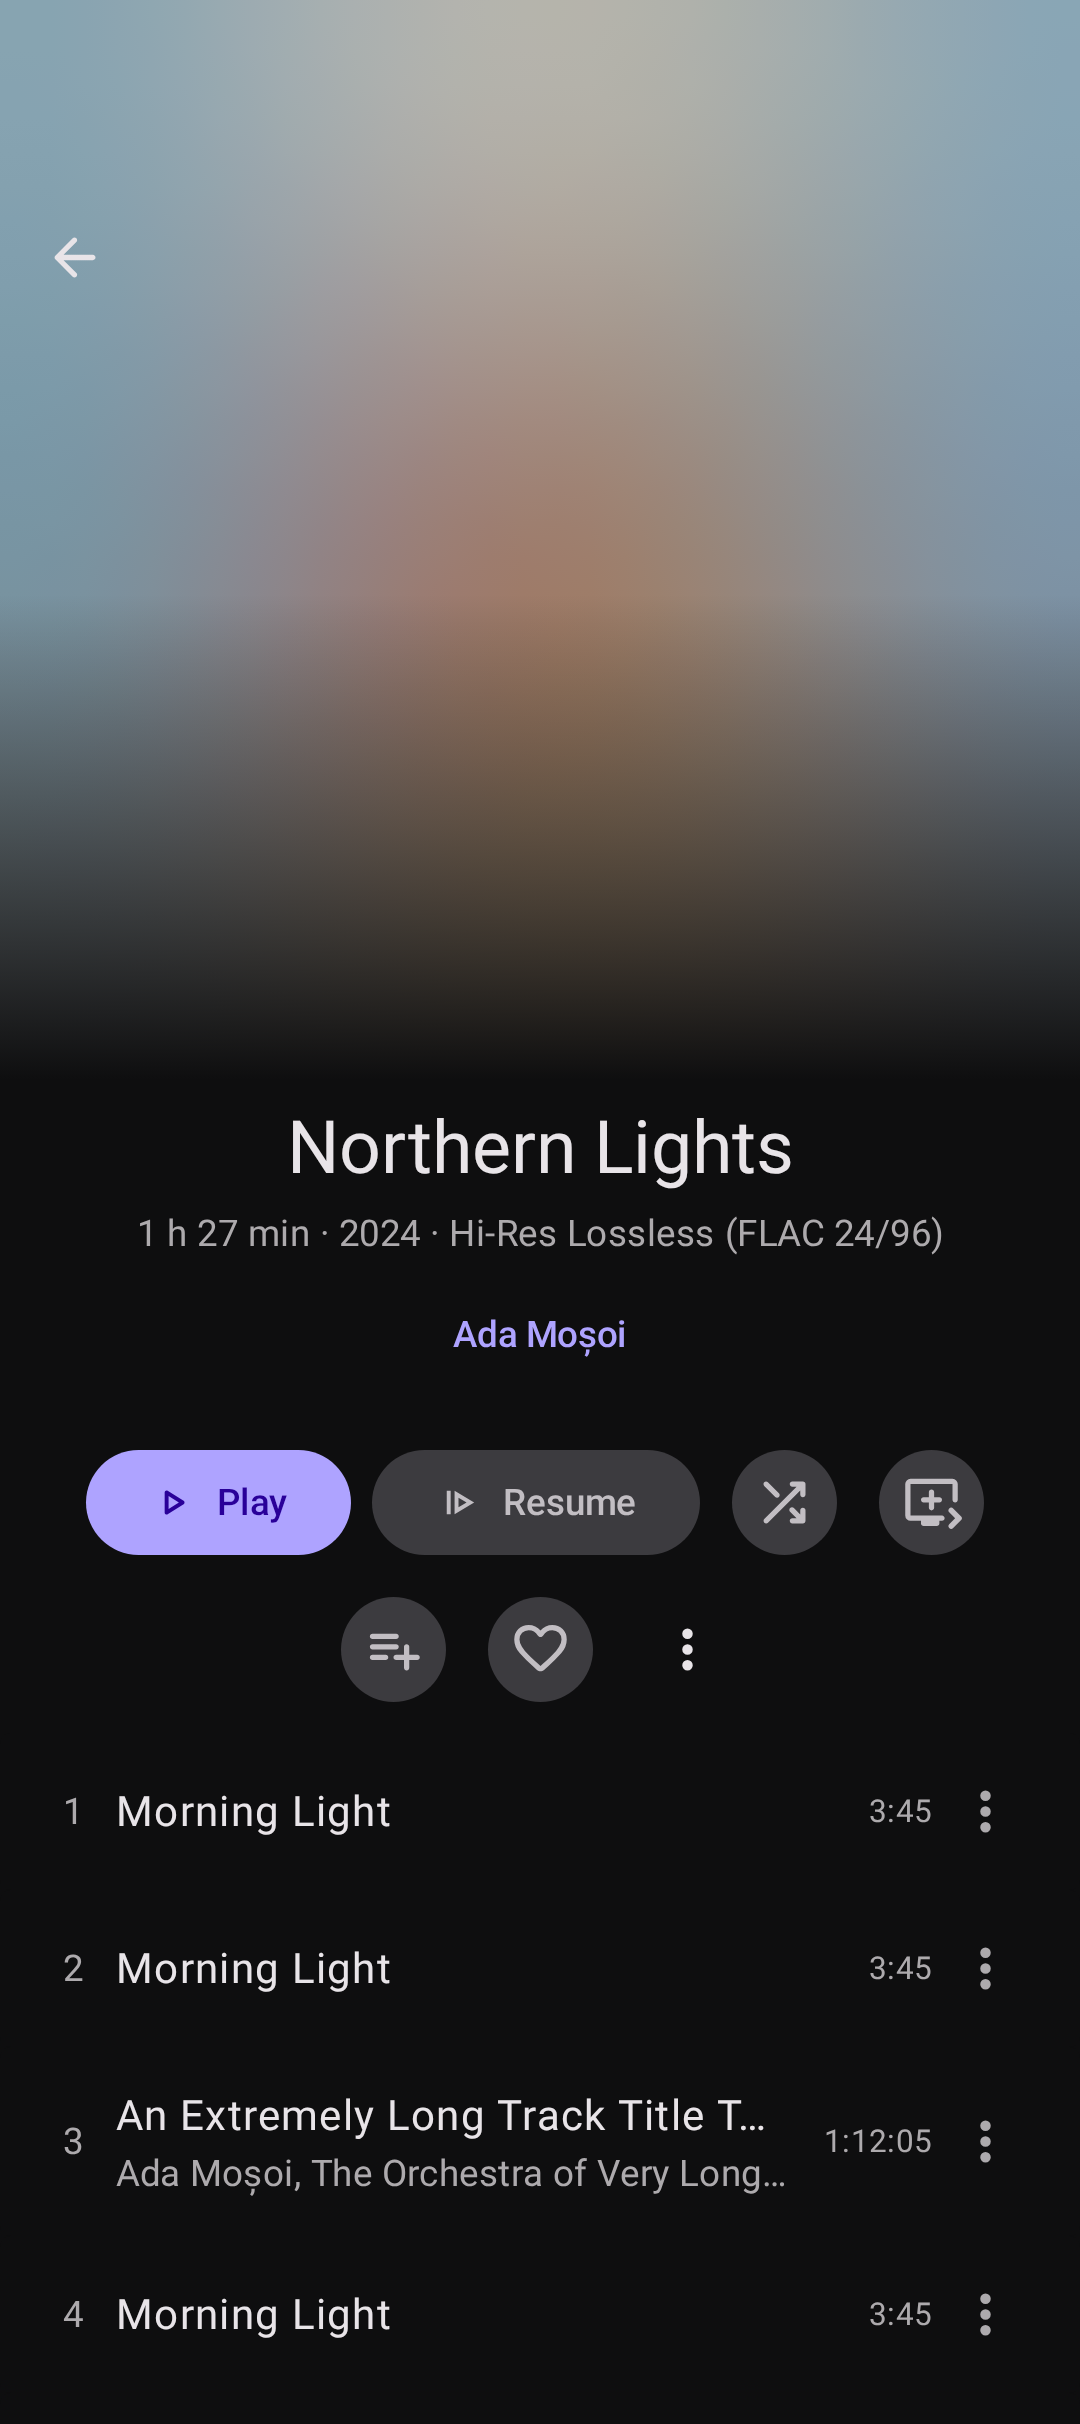 Northern Lights
1 h 27 min · 2024 · Hi-Res Lossless (FLAC 24/96)
Ada Moșoi
Play
Resume
1 Morning Light 3:45
2 Morning Light 3:45
3 An Extremely Long Track Title T… 1:12:05
Ada Moșoi, The Orchestra of Very Long…
4 Morning Light 3:45